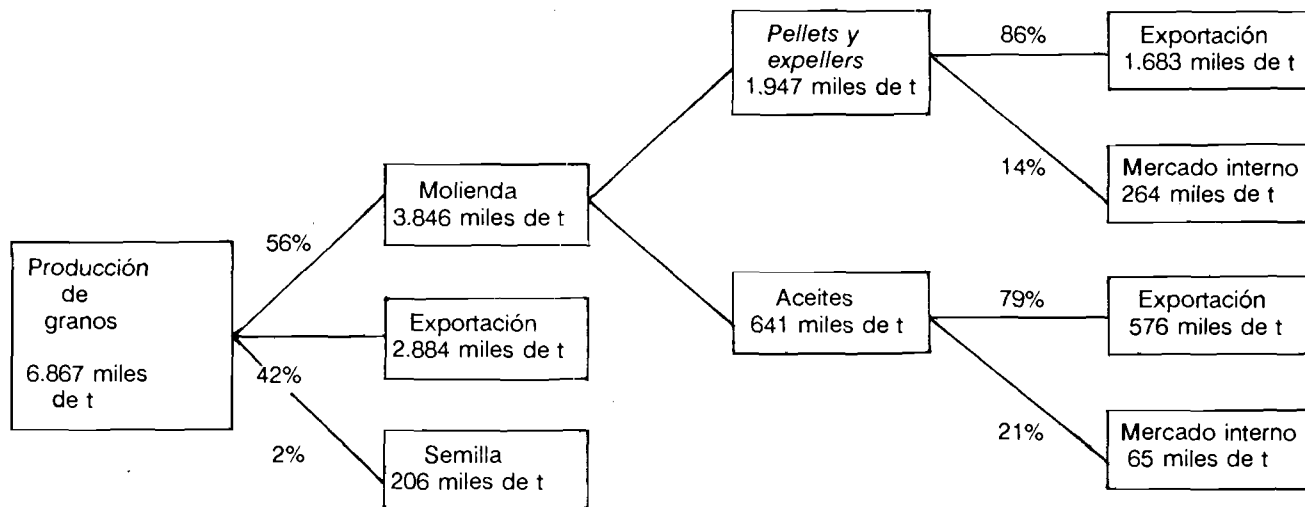 Producción
de
granos
6.867 miles
de t
56%
42%
2%
Molienda
3.846 miles de t
Exportación
2.884 miles de t
Semilla
206 miles de t
Pellets y
expellers
1.947 miles de t
86%
14%
Exportación
1.683 miles de t
Mercado interno
264 miles de t
Aceites
641 miles de t
79%
21%
Exportación
576 miles de t
Mercado interno
65 miles de t